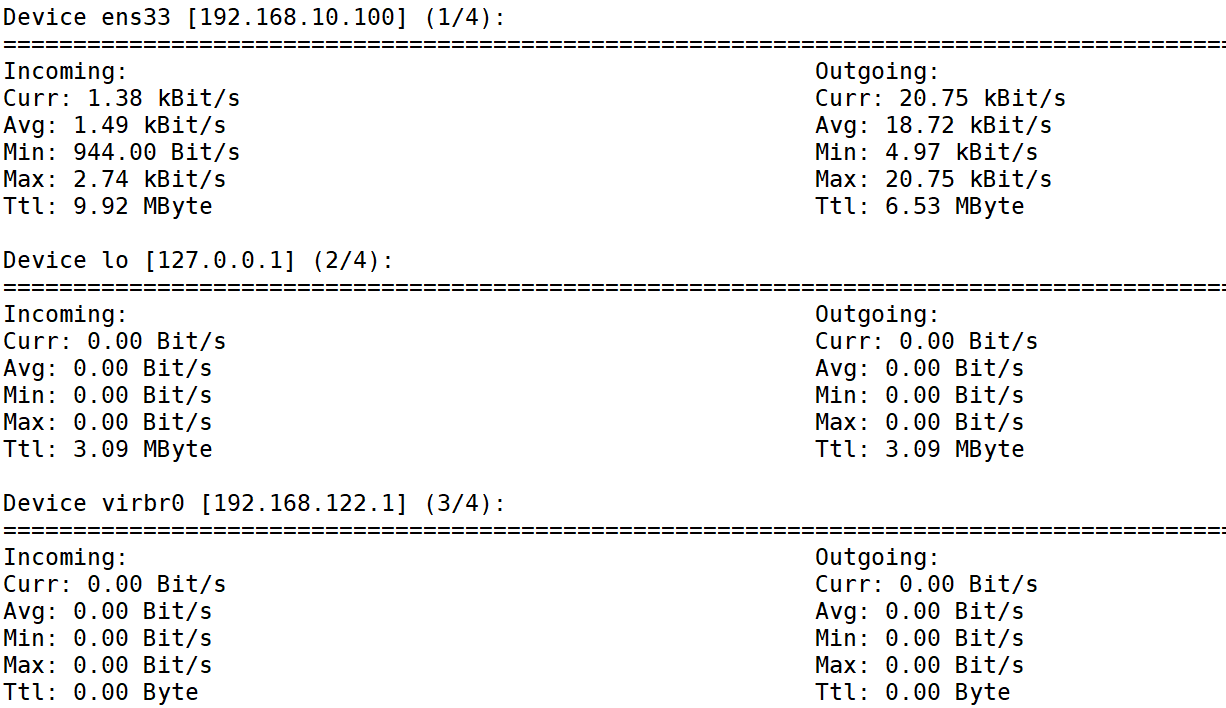 Device ens33 [192.168.10.100] (1/4):
=======================================================================================
Incoming: Outgoing:
Curr: 1.38 kBit/s Curr: 20.75 kBit/s
Avg: 1.49 kBit/s Avg: 18.72 kBit/s
Min: 944.00 Bit/s Min: 4.97 kBit/s
Max: 2.74 kBit/s Max: 20.75 kBit/s
Ttl: 9.92 MByte Ttl: 6.53 MByte
Device lo [127.0.0.1] (2/4):
=======================================================================================
Incoming: Outgoing:
Curr: 0.00 Bit/s Curr: 0.00 Bit/s
Avg: 0.00 Bit/s Avg: 0.00 Bit/s
Min: 0.00 Bit/s Min: 0.00 Bit/s
Max: 0.00 Bit/s Max: 0.00 Bit/s
Ttl: 3.09 MByte Ttl: 3.09 MByte
Device virbr0 [192.168.122.1] (3/4):
=======================================================================================
Incoming: Outgoing:
Curr: 0.00 Bit/s Curr: 0.00 Bit/s
Avg: 0.00 Bit/s Avg: 0.00 Bit/s
Min: 0.00 Bit/s Min: 0.00 Bit/s
Max: 0.00 Bit/s Max: 0.00 Bit/s
Ttl: 0.00 Byte Ttl: 0.00 Byte